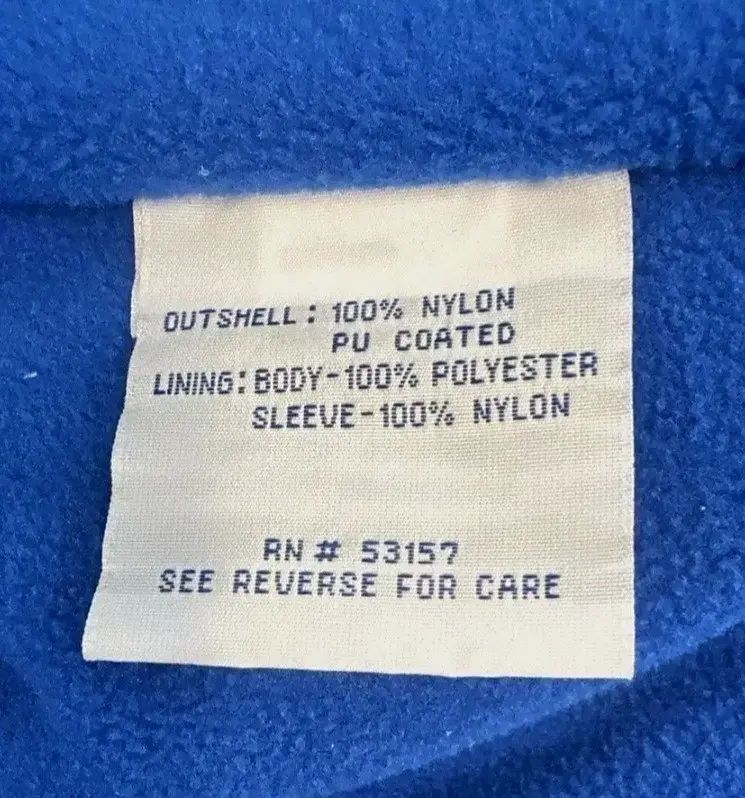 OUTSHELL: 100% NYLON
PU COATED
LINING: BODY-100% POLYESTER
SLEEVE-100% NYLON
RN # 53157
SEE REVERSE FOR CARE